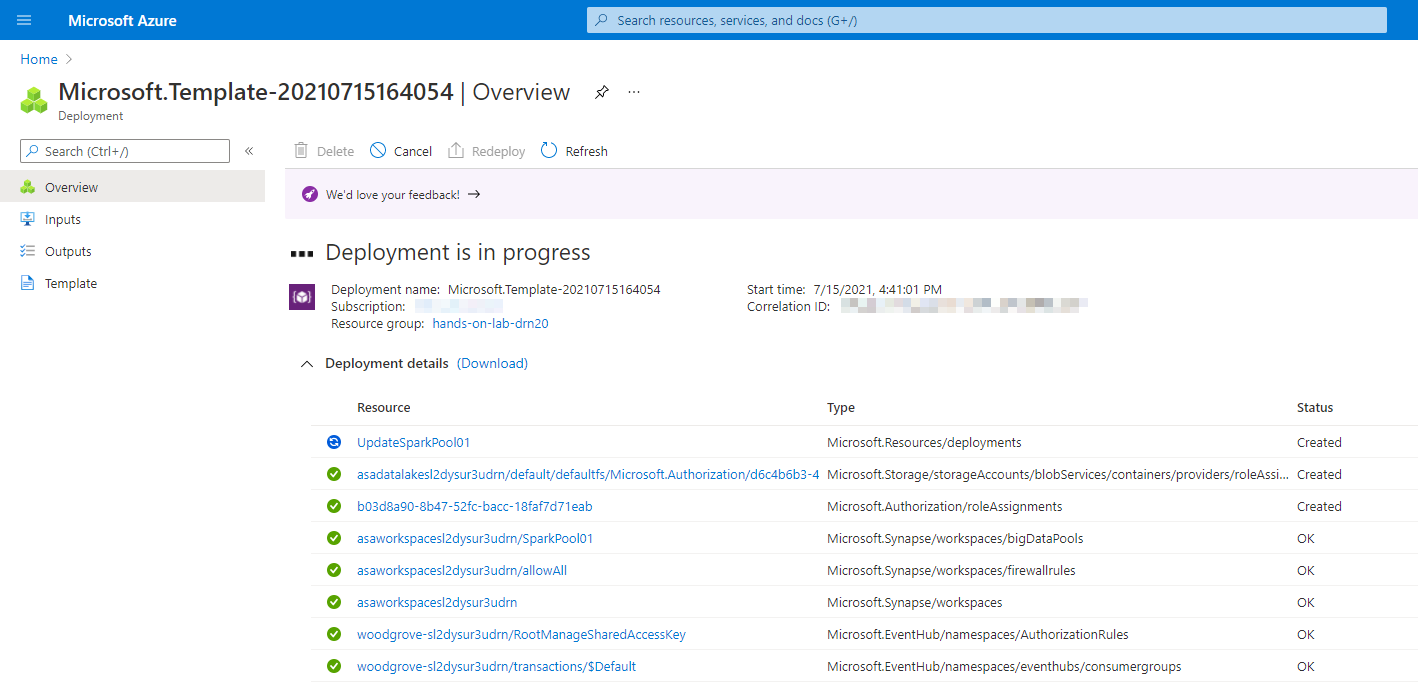 Microsoft Azure
Search resources, services, and docs (G+/)
Home
Microsoft.Template-20210715164054 | Overview
Deployment
Search (Ctrl+/)
Delete
Cancel
Redeploy
Refresh
Overview
Inputs
Outputs
Template
We'd love your feedback!
Deployment is in progress
Deployment name: Microsoft.Template-20210715164054
Subscription:
Resource group: hands-on-lab-drn20
Start time: 7/15/2021, 4:41:01 PM
Correlation ID:
Deployment details (Download)
Resource Type Status
UpdateSparkPool01 Microsoft.Resources/deployments Created
asadatalakesl2dysur3udrn/default/defaultfs/Microsoft.Authorization/d6c4b6b3-4 Microsoft.Storage/storageAccounts/blobServices/containers/providers/roleAssi... Created
b03d8a90-8b47-52fc-bacc-18faf7d71eab Microsoft.Authorization/roleAssignments Created
asaworkspacesl2dysur3udrn/SparkPool01 Microsoft.Synapse/workspaces/bigDataPools OK
asaworkspacesl2dysur3udrn/allowAll Microsoft.Synapse/workspaces/firewallrules OK
asaworkspacesl2dysur3udrn Microsoft.Synapse/workspaces OK
woodgrove-sl2dysur3udrn/RootManageSharedAccessKey Microsoft.EventHub/namespaces/AuthorizationRules OK
woodgrove-sl2dysur3udrn/transactions/$Default Microsoft.EventHub/namespaces/eventhubs/consumergroups OK